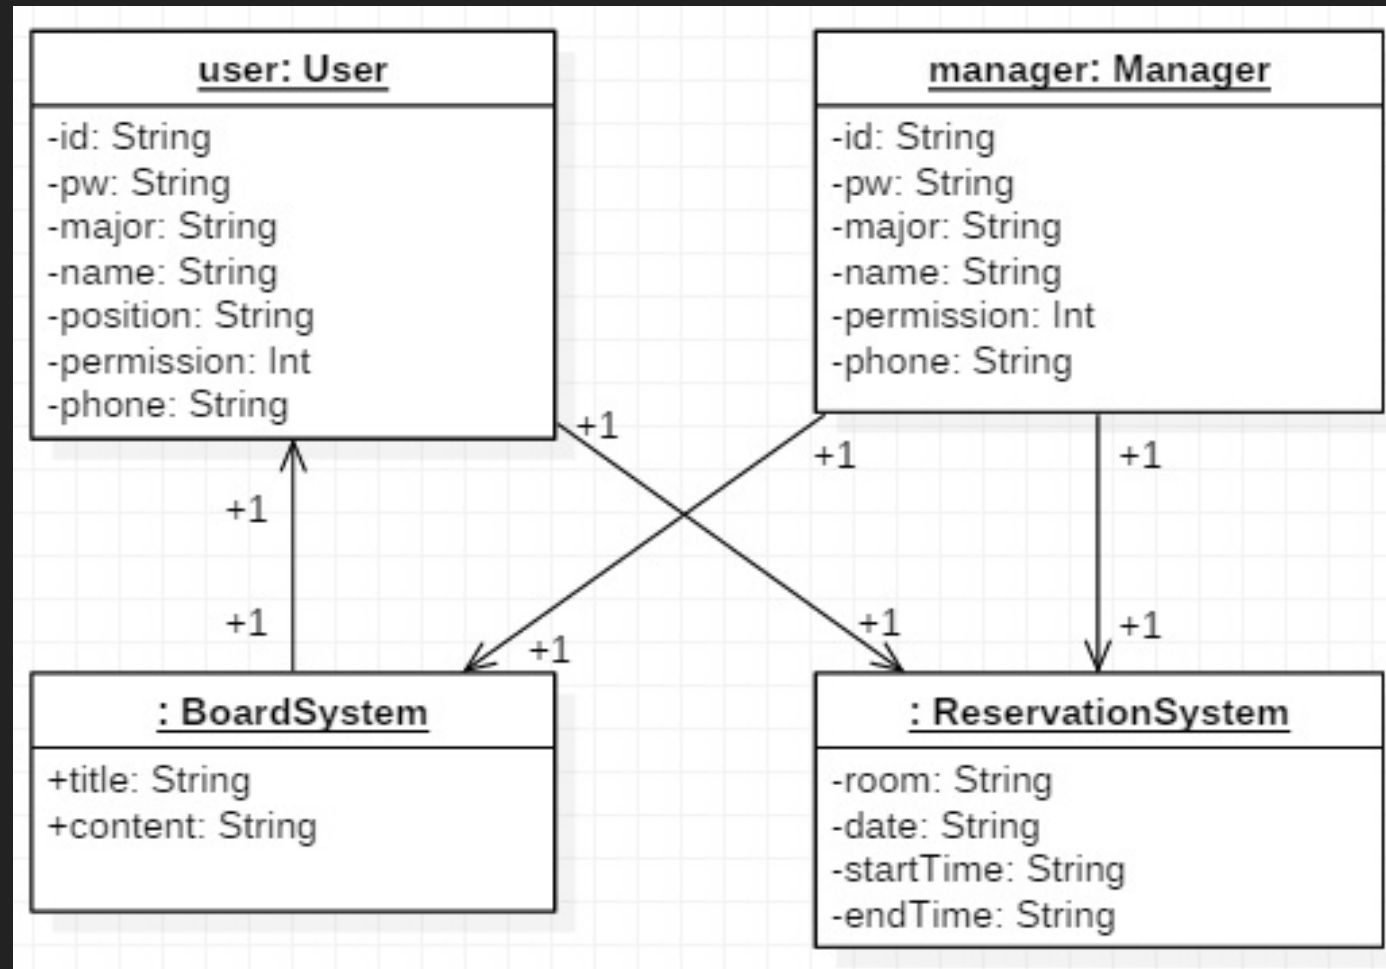 user: User
-id: String
-pw: String
-major: String
-name: String
-position: String
-permission: Int
-phone: String
manager: Manager
-id: String
-pw: String
-major: String
-name: String
-permission: Int
-phone: String
+1
+1
+1
+1
+1
+1
+1
+1
: BoardSystem
+title: String
+content: String
: ReservationSystem
-room: String
-date: String
-startTime: String
-endTime: String